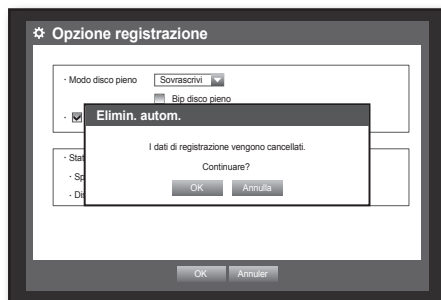 Opzione registrazione
· Modo disco pieno Sovrascrivi
Bip disco pieno
Elimin. autom.
I dati di registrazione vengono cancellati.
Continuare?
OK Annulla
OK Annuler